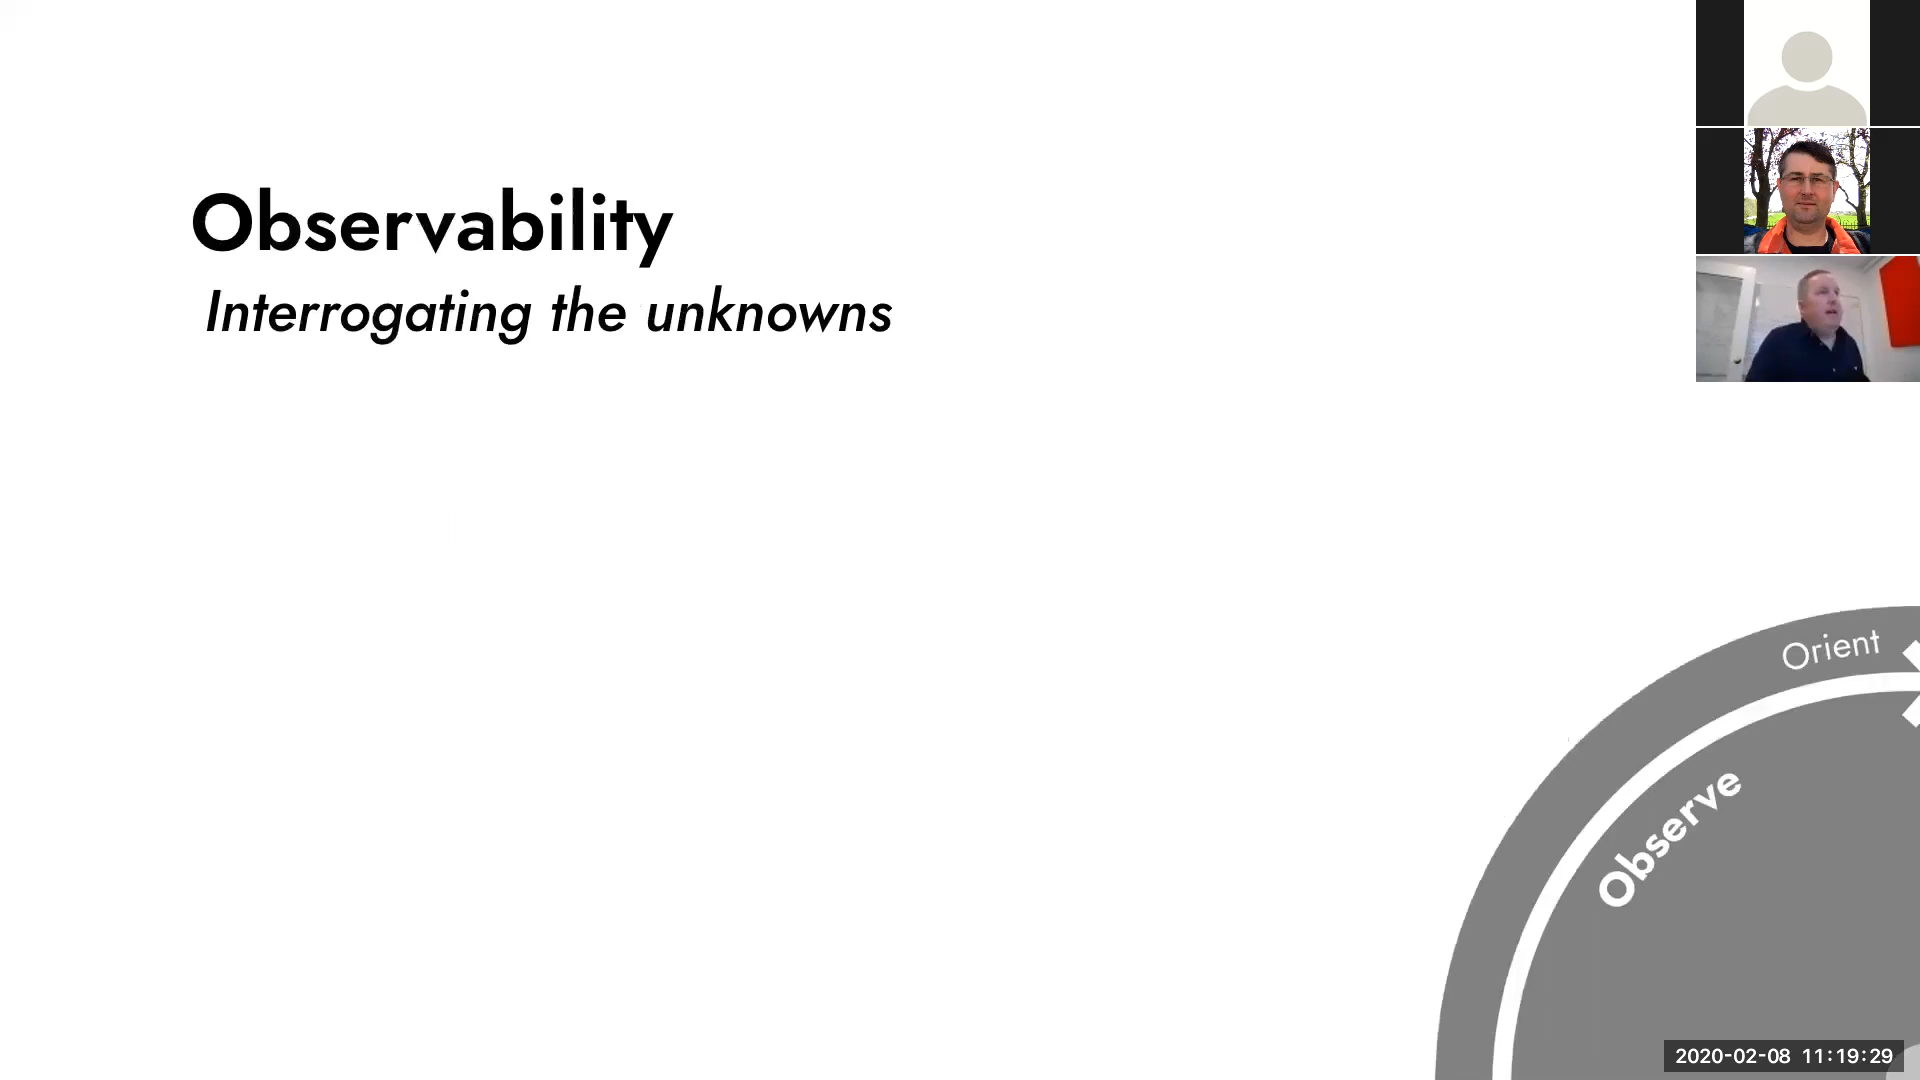 Observability
Interrogating the unknowns
Orient
Observe
2020-02-08 11:19:29